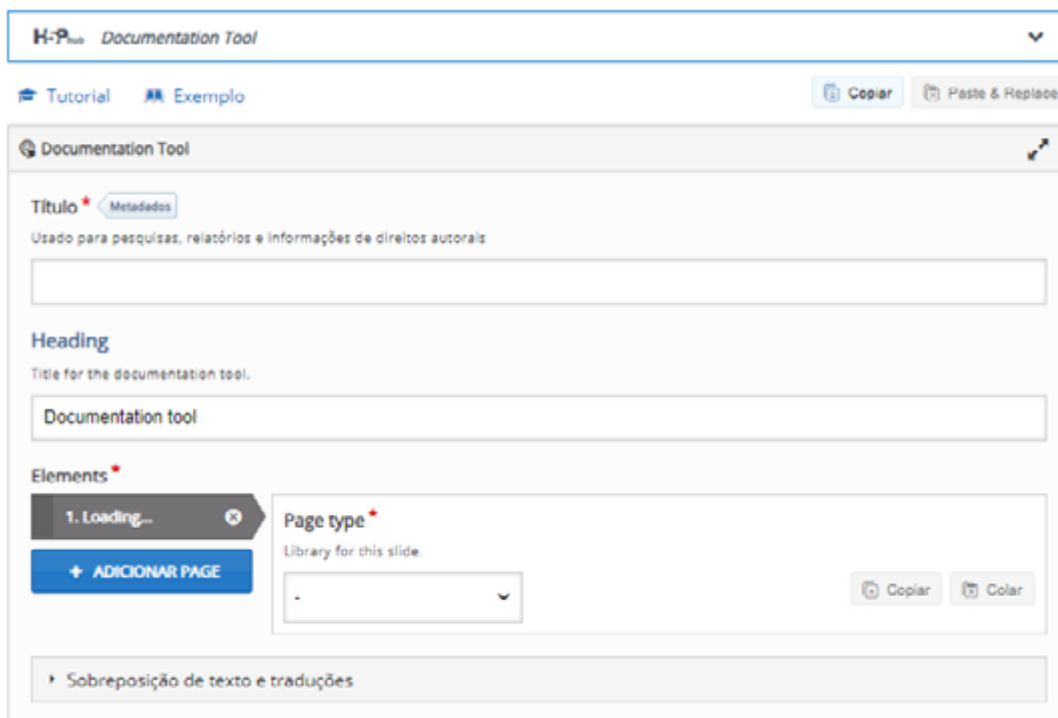 H5P hub Documentation Tool
Tutorial Exemplo Copiar Paste & Replace
Documentation Tool
Título * Metadados
Usado para pesquisas, relatórios e informações de direitos autorais
Heading
Title for the documentation tool.
Documentation tool
Elements *
1. Loading...
+ ADICIONAR PAGE
Page type *
Library for this slide.
-
Copiar Colar
Sobreposição de texto e traduções